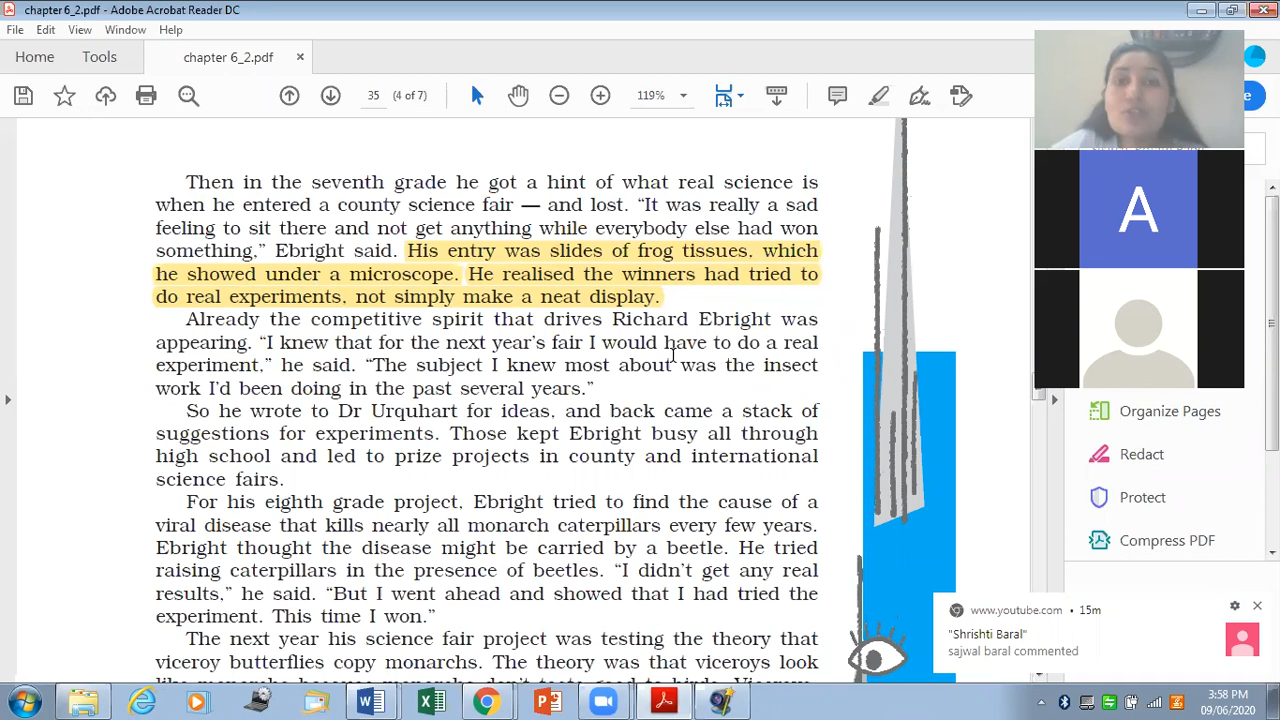 chapter 6_2.pdf - Adobe Acrobat Reader DC
File Edit View Window Help
Home Tools chapter 6_2.pdf ×
35 (4 of 7) 119%
Then in the seventh grade he got a hint of what real science is
when he entered a county science fair — and lost. “It was really a sad
feeling to sit there and not get anything while everybody else had won
something,” Ebright said. His entry was slides of frog tissues, which
he showed under a microscope. He realised the winners had tried to
do real experiments, not simply make a neat display.
Already the competitive spirit that drives Richard Ebright was
appearing. “I knew that for the next year’s fair I would have to do a real
experiment,” he said. “The subject I knew most about was the insect
work I’d been doing in the past several years.”
So he wrote to Dr Urquhart for ideas, and back came a stack of
suggestions for experiments. Those kept Ebright busy all through
high school and led to prize projects in county and international
science fairs.
For his eighth grade project, Ebright tried to find the cause of a
viral disease that kills nearly all monarch caterpillars every few years.
Ebright thought the disease might be carried by a beetle. He tried
raising caterpillars in the presence of beetles. “I didn’t get any real
results,” he said. “But I went ahead and showed that I had tried the
experiment. This time I won.”
The next year his science fair project was testing the theory that
viceroy butterflies copy monarchs. The theory was that viceroys look
A
Organize Pages
Redact
Protect
Compress PDF
www.youtube.com • 15m
"Shrishti Baral"
sajwal baral commented
3:58 PM
09/06/2020